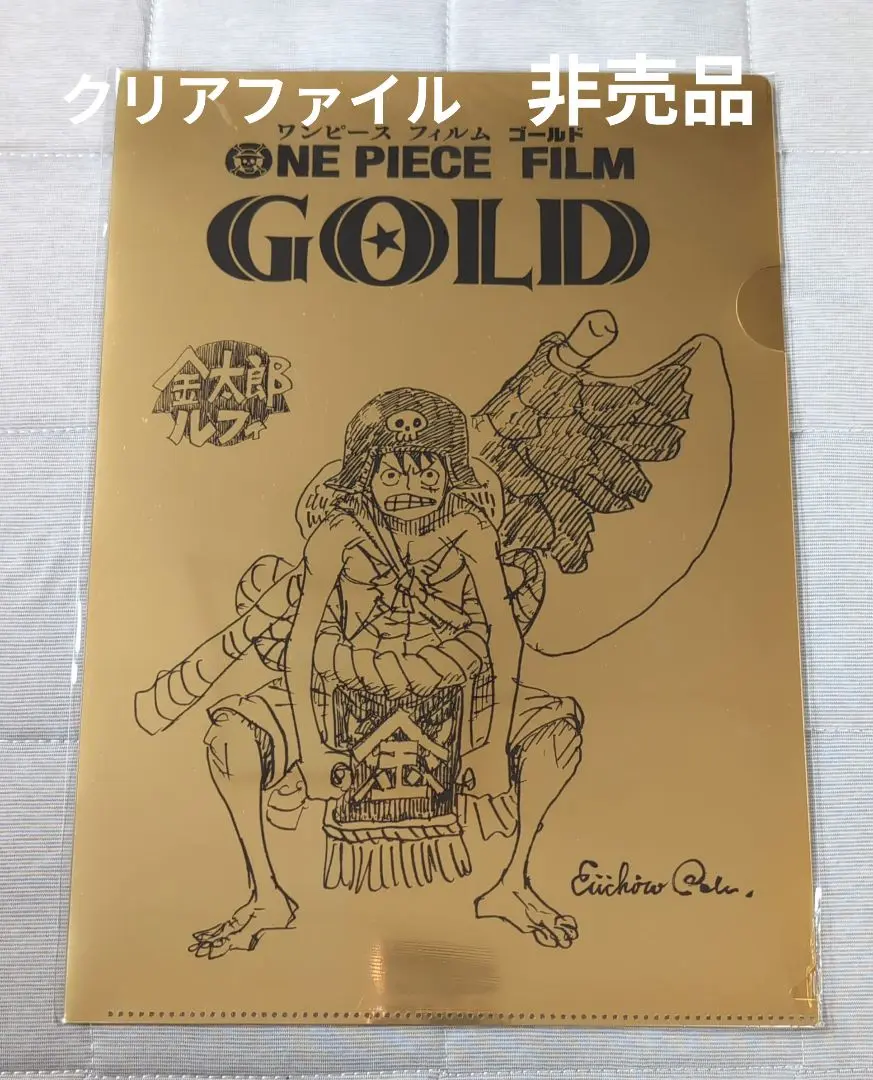 クリアファイル 非売品
ワンピース フィルム ゴールド
ONE PIECE FILM
GOLD
金太郎
ルフィ
金
Eiichiro Oda.